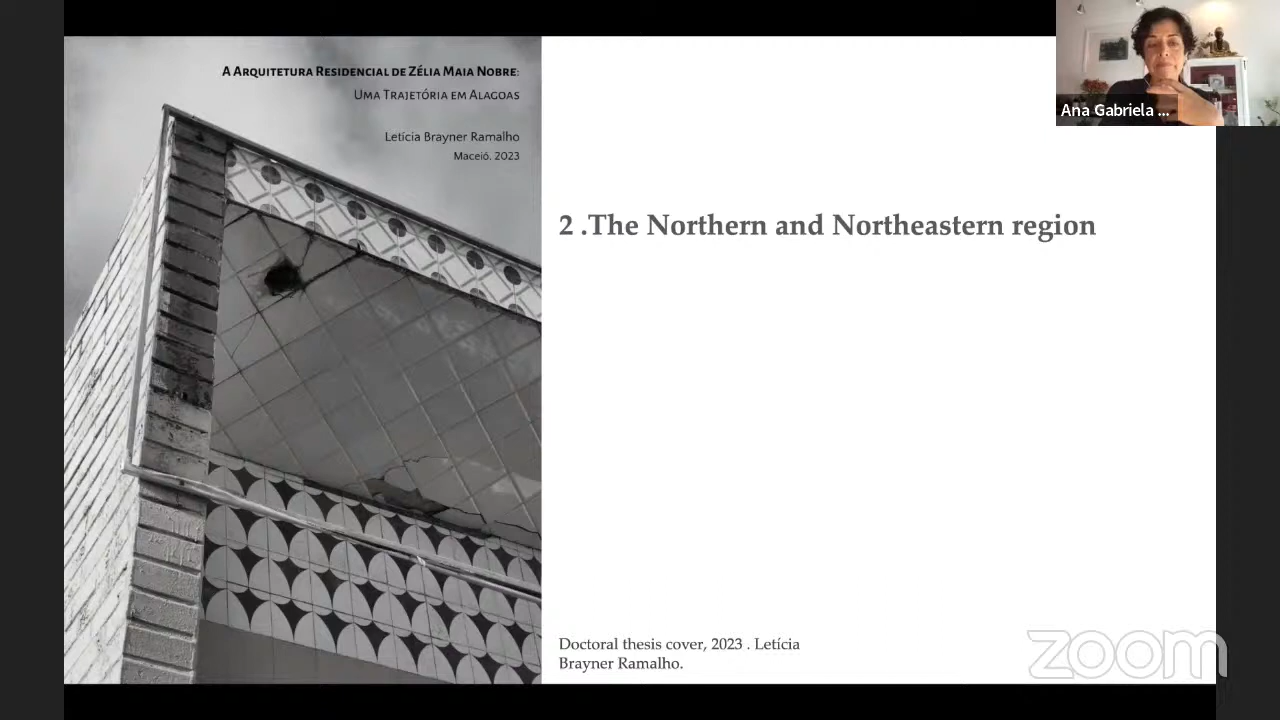 A Arquitetura Residencial de Zélia Maia Nobre:
Uma Trajetória em Alagoas
Letícia Brayner Ramalho
Maceió. 2023
Ana Gabriela ...
2 .The Northern and Northeastern region
Doctoral thesis cover, 2023 . Letícia
Brayner Ramalho.
zoom